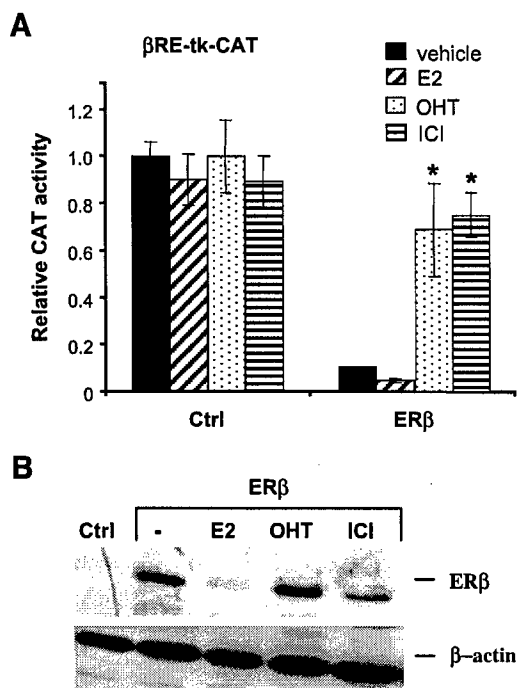 A
βRE-tk-CAT
vehicle
E2
OHT
ICI
Relative CAT activity
1.2
1.0
0.8
0.6
0.4
0.2
0
* *
Ctrl ERβ
B
ERβ
Ctrl - E2 OHT ICI
— ERβ
— β–actin